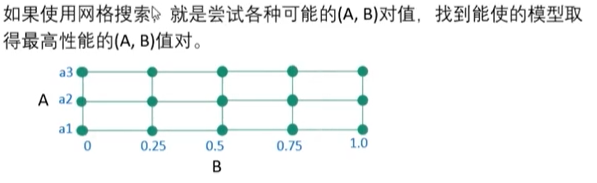 如果使用网格搜索，就是尝试各种可能的(A, B)对值，找到能使的模型取
得最高性能的(A, B)值对。
a3
A a2
a1
0 0.25 0.5 0.75 1.0
B